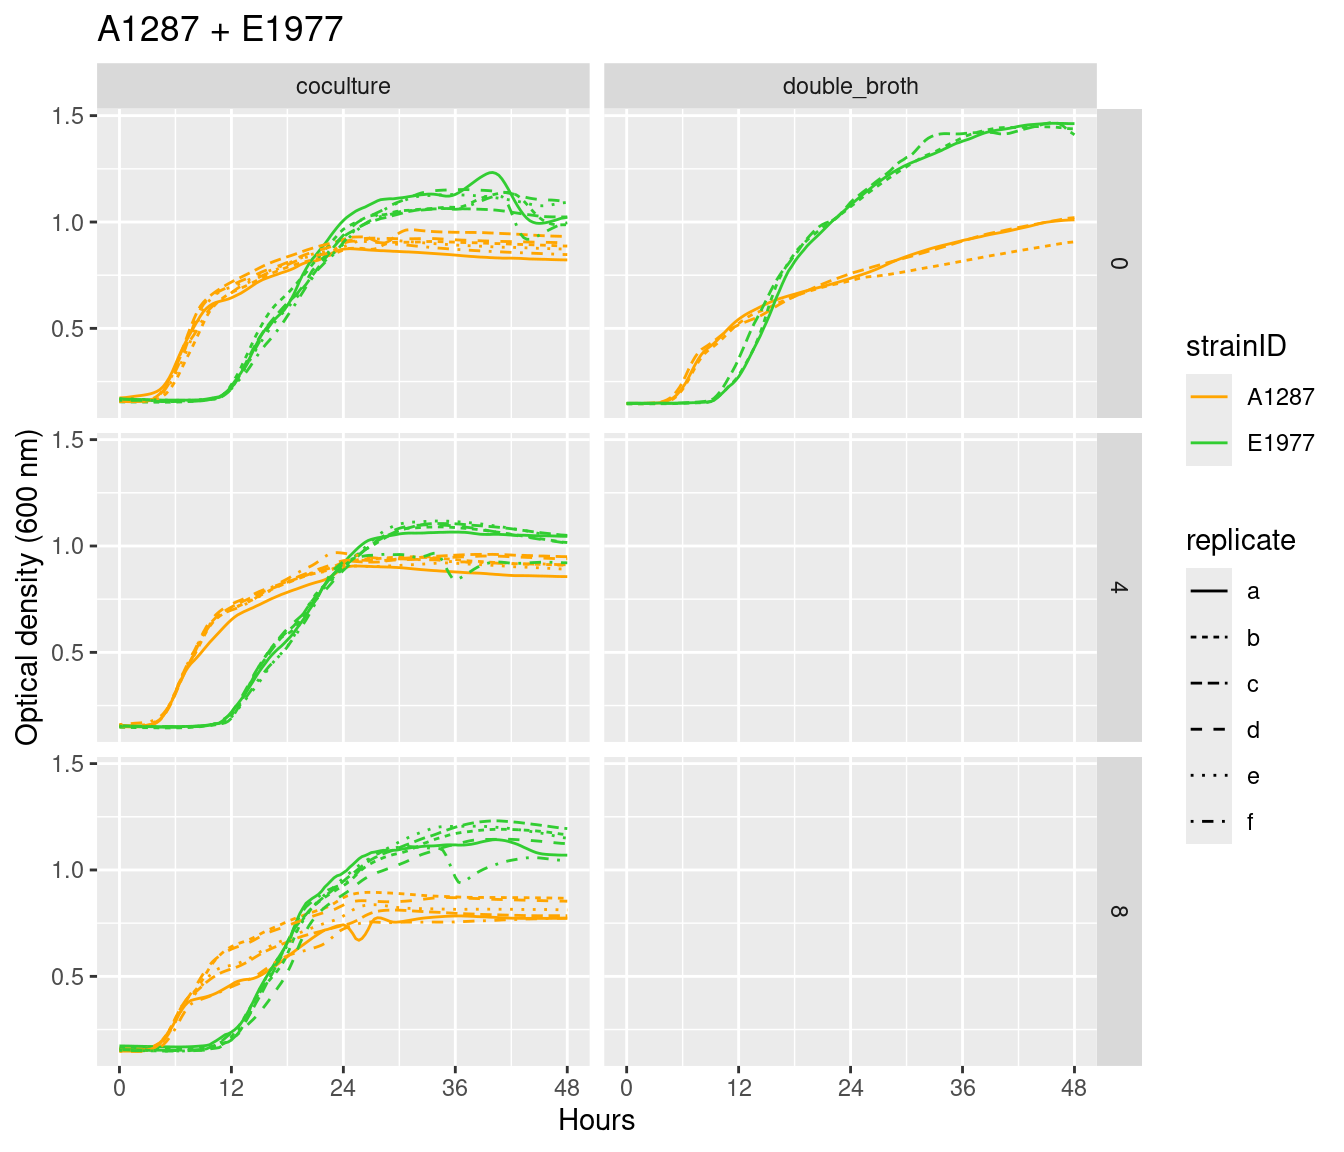 A1287 + E1977
coculture
double_broth
1.5
1.0
0.5
0
1.5
1.0
0.5
4
1.5
1.0
0.5
8
0 12 24 36 48
0 12 24 36 48
Hours
Optical density (600 nm)
strainID
A1287
E1977
replicate
a
b
c
d
e
f